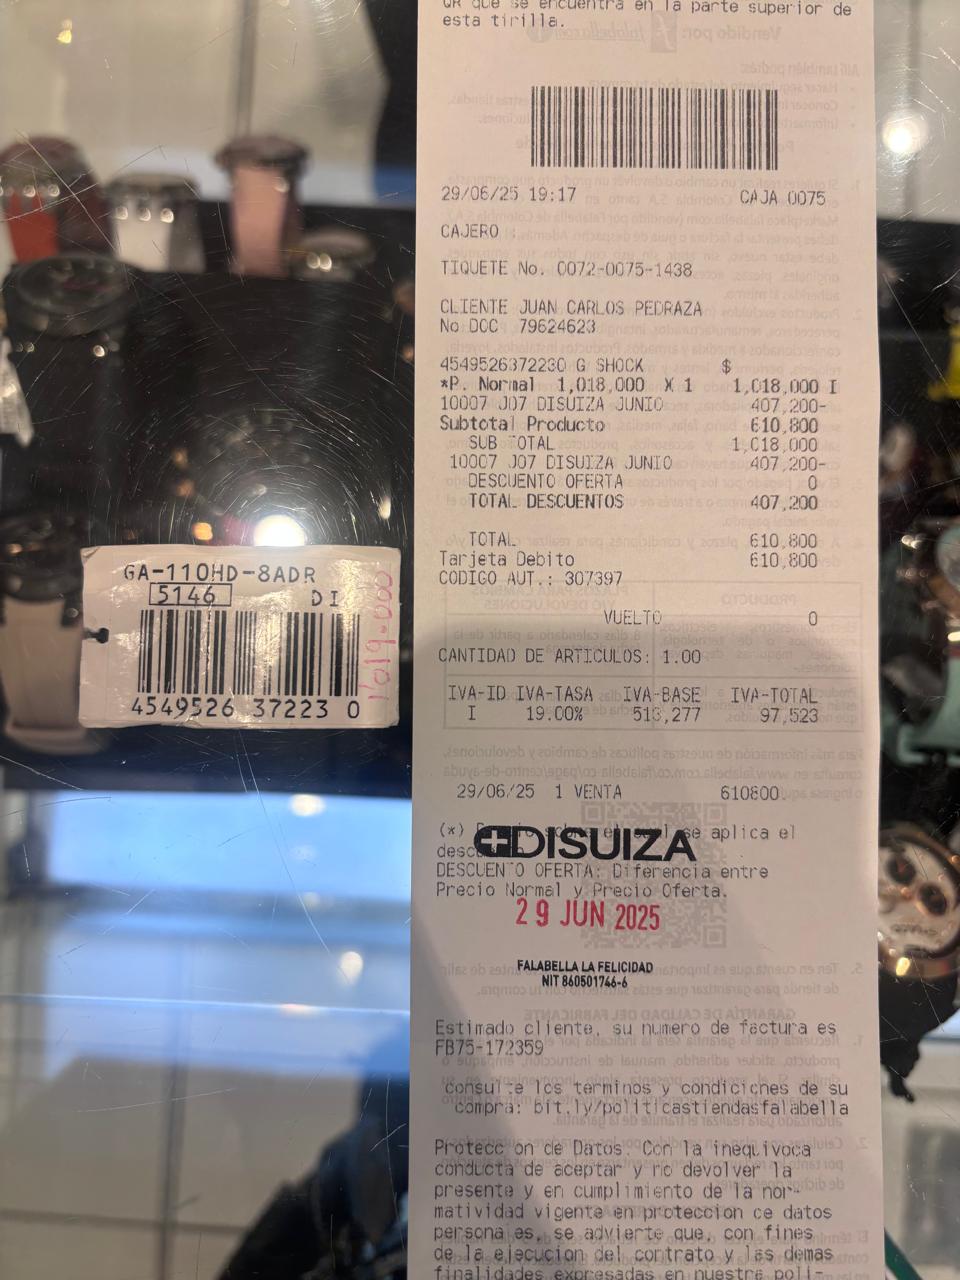 QR que se encuentra en la parte superior de
esta tirilla.
29/06/25 19:17 CAJA 0075
CAJERO :
TIQUETE No. 0072-0075-1438
CLIENTE JUAN CARLOS PEDRAZA
No DOC 79624623
4549526372230 G SHOCK $
*P. Normal 1,018,000 X 1 1,018,000 I
10007 J07 DISUIZA JUNIO 407,200-
Subtotal Producto 610,800
SUB TOTAL 1,018,000
10007 J07 DISUIZA JUNIO 407,200-
DESCUENTO OFERTA
TOTAL DESCUENTOS 407,200
TOTAL 610,800
Tarjeta Debito 610,800
CODIGO AUT.: 307397
VUELTO 0
CANTIDAD DE ARTICULOS: 1.00
IVA-ID IVA-TASA IVA-BASE IVA-TOTAL
I 19.00% 513,277 97,523
29/06/25 1 VENTA 610800
(*) sobre el se aplica el
DISUIZA
DESCUENTO OFERTA: Diferencia entre
Precio Normal y Precio Oferta.
29 JUN 2025
FALABELLA LA FELICIDAD
NIT 860501746-6
Estimado cliente, su numero de factura es
FB75-172359
consulte los terminos y condiciones de su
compra: bit.ly/politicastiendasfalabella
Proteccion de Datos: Con la inequivoca
conducta de aceptar y no devolver la
presente y en cumplimiento de la nor-
matividad vigente en proteccion de datos
personales, se advierte que, con fines
de la ejecucion del contrato y las demas
finalidades expresadas en nuestra poli-
GA-110HD-8ADR
5146 DI
4549526 37223 0
1'019.000